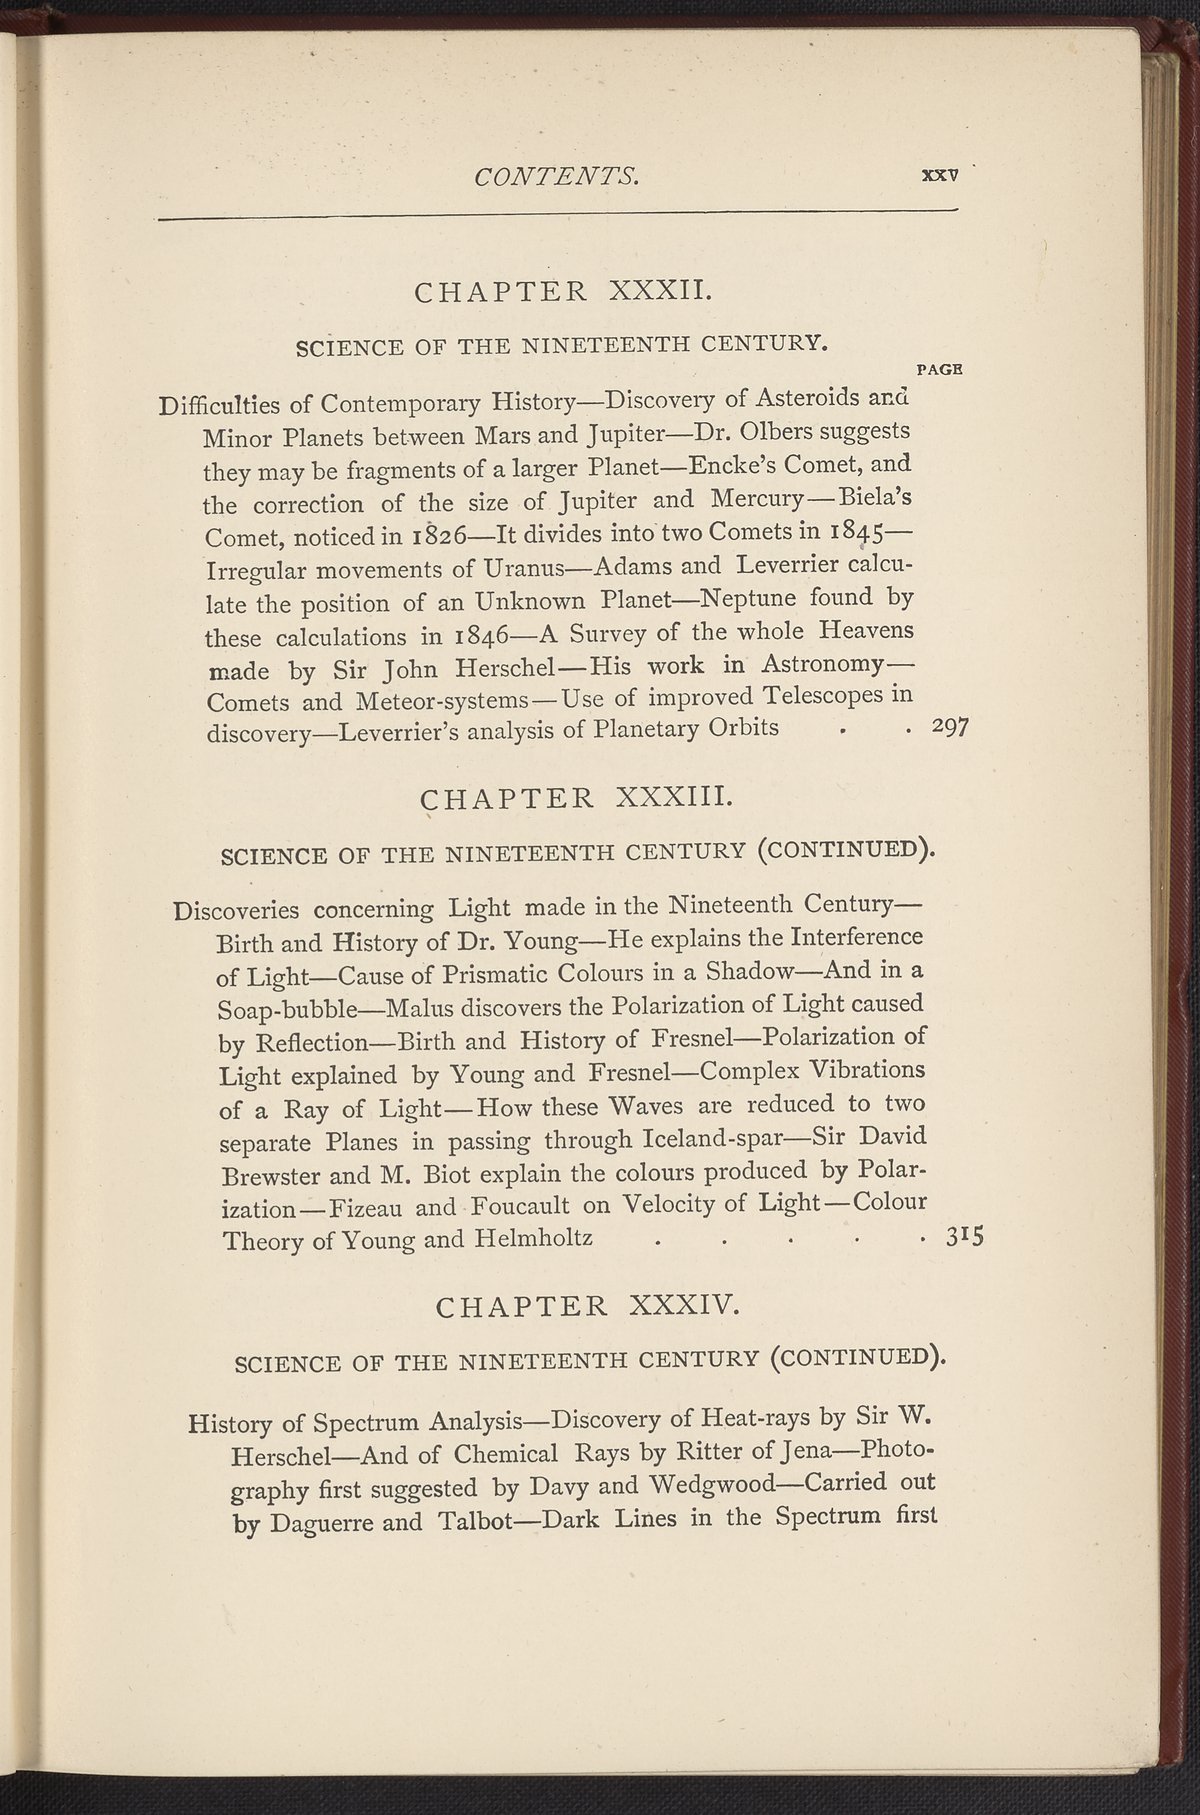 CONTENTS. xxv
CHAPTER XXXII.
SCIENCE OF THE NINETEENTH CENTURY.
PAGE
Difficulties of Contemporary History—Discovery of Asteroids and
Minor Planets between Mars and Jupiter—Dr. Olbers suggests
they may be fragments of a larger Planet—Encke's Comet, and
the correction of the size of Jupiter and Mercury—Biela's
Comet, noticed in 1826—It divides into two Comets in 1845—
Irregular movements of Uranus—Adams and Leverrier calcu-
late the position of an Unknown Planet—Neptune found by
these calculations in 1846—A Survey of the whole Heavens
made by Sir John Herschel—His work in Astronomy—
Comets and Meteor-systems—Use of improved Telescopes in
discovery—Leverrier's analysis of Planetary Orbits . . 297
CHAPTER XXXIII.
SCIENCE OF THE NINETEENTH CENTURY (CONTINUED).
Discoveries concerning Light made in the Nineteenth Century—
Birth and History of Dr. Young—He explains the Interference
of Light—Cause of Prismatic Colours in a Shadow—And in a
Soap-bubble—Malus discovers the Polarization of Light caused
by Reflection—Birth and History of Fresnel—Polarization of
Light explained by Young and Fresnel—Complex Vibrations
of a Ray of Light—How these Waves are reduced to two
separate Planes in passing through Iceland-spar—Sir David
Brewster and M. Biot explain the colours produced by Polar-
ization—Fizeau and Foucault on Velocity of Light—Colour
Theory of Young and Helmholtz . . . . . 315
CHAPTER XXXIV.
SCIENCE OF THE NINETEENTH CENTURY (CONTINUED).
History of Spectrum Analysis—Discovery of Heat-rays by Sir W.
Herschel—And of Chemical Rays by Ritter of Jena—Photo-
graphy first suggested by Davy and Wedgwood—Carried out
by Daguerre and Talbot—Dark Lines in the Spectrum first